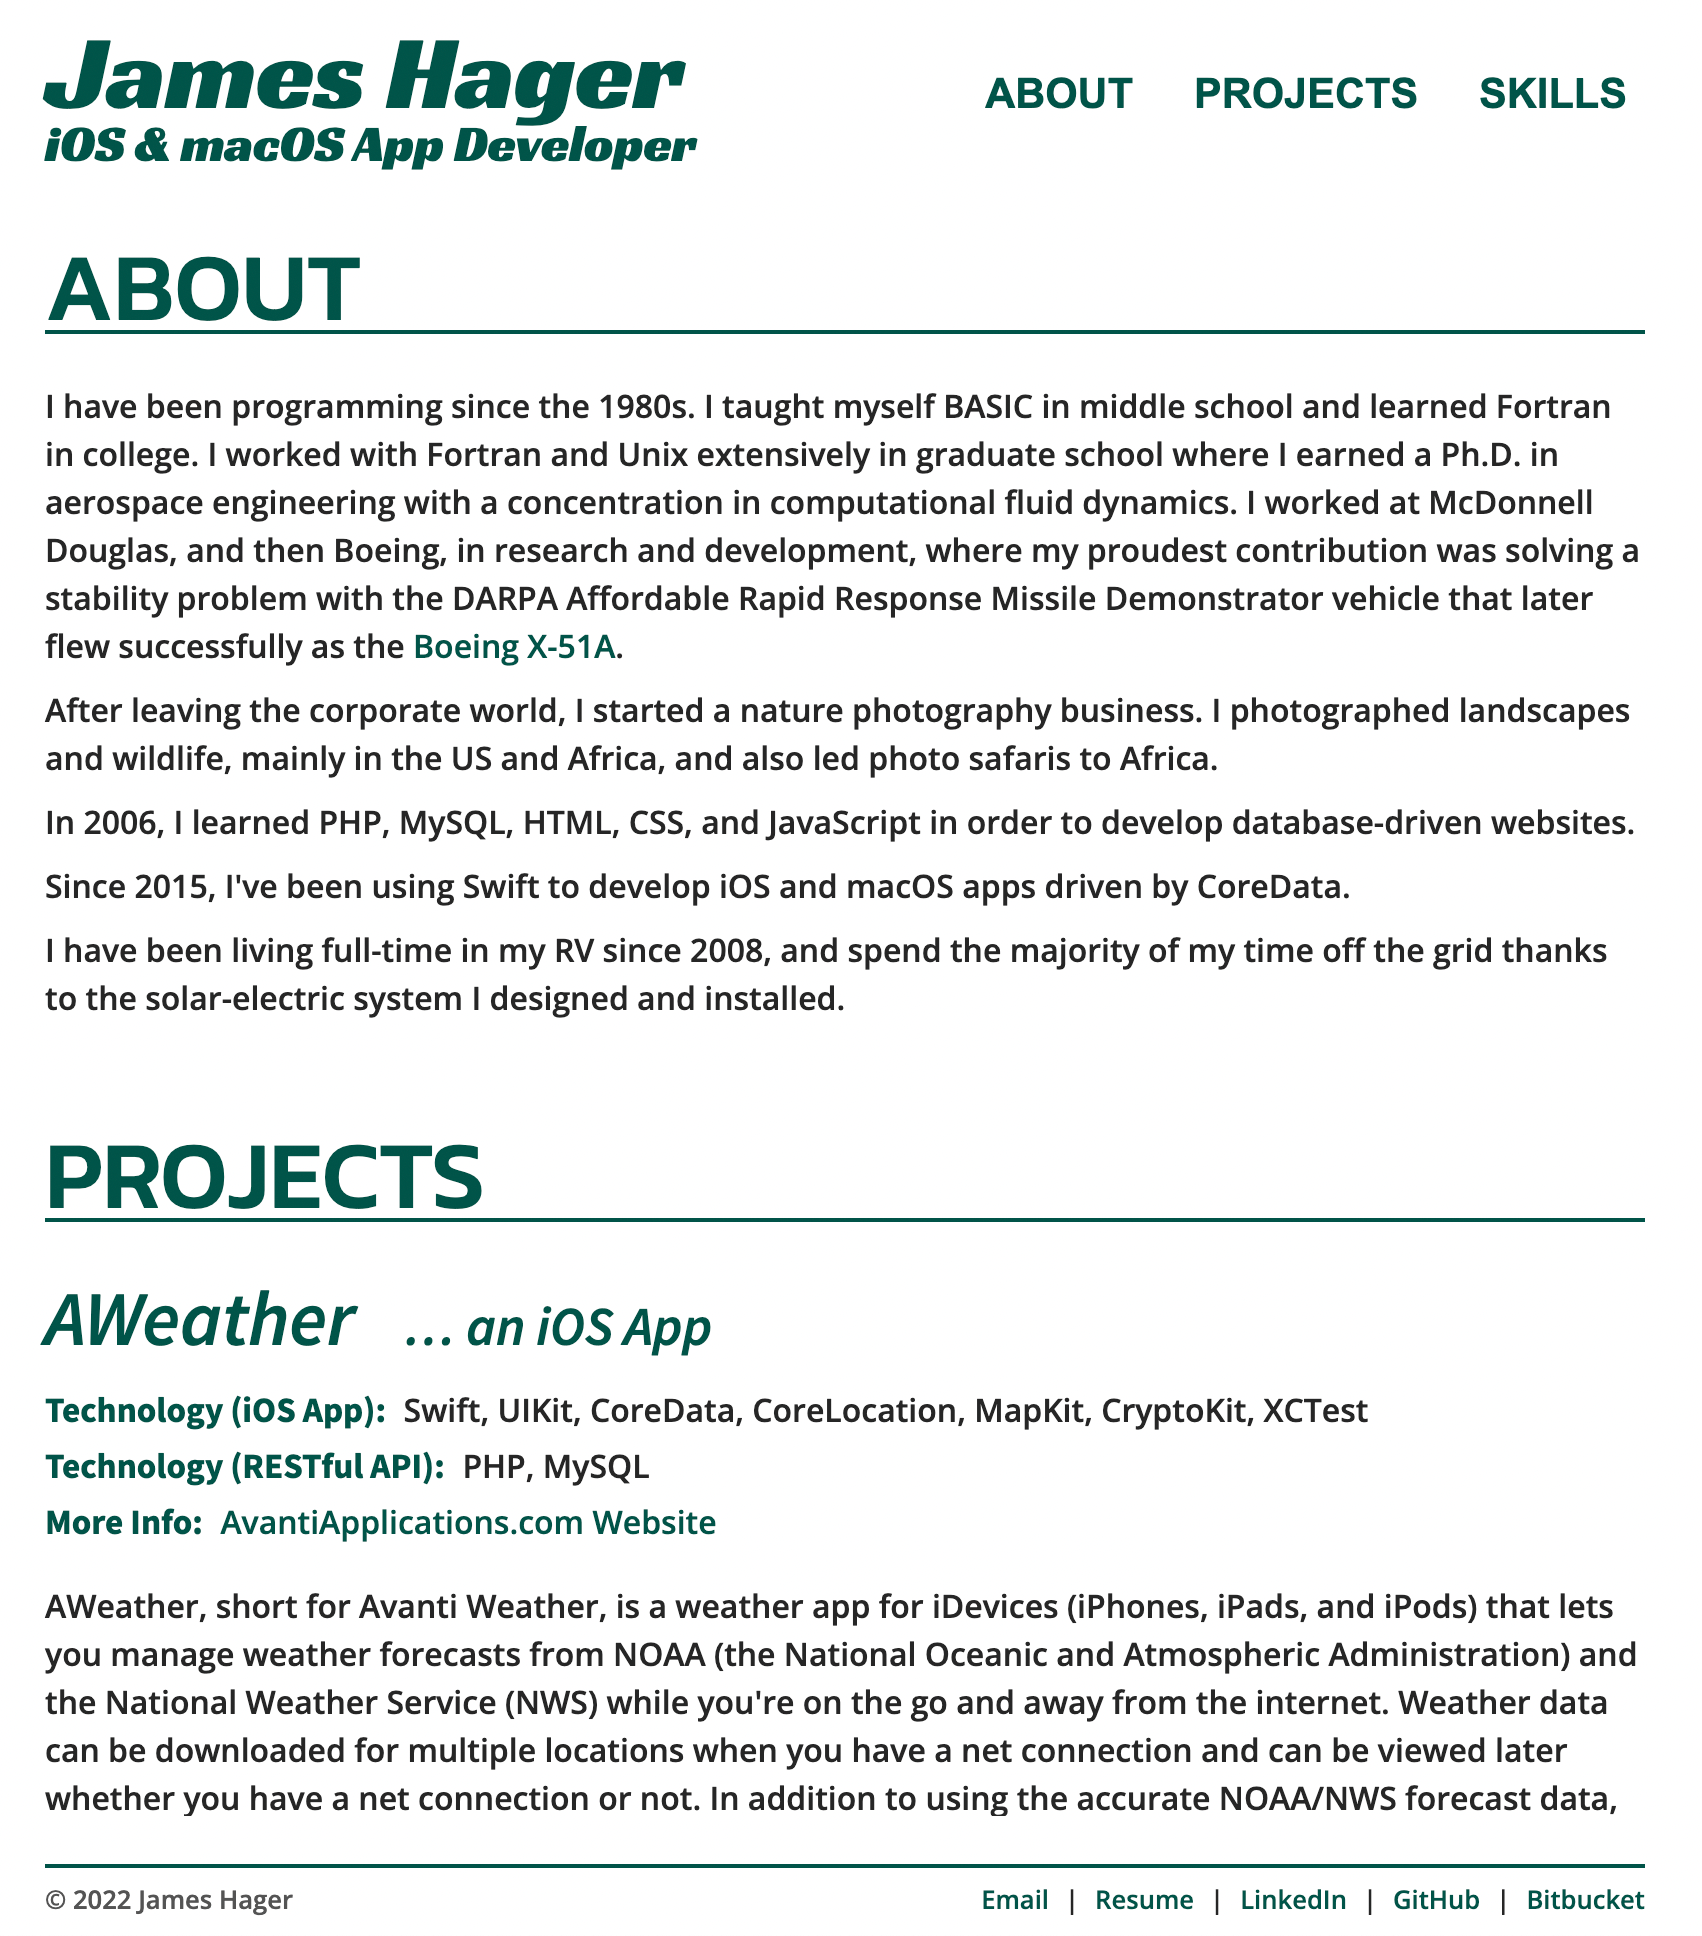 James Hager
iOS & macOS App Developer
ABOUT PROJECTS SKILLS
ABOUT
I have been programming since the 1980s. I taught myself BASIC in middle school and learned Fortran
in college. I worked with Fortran and Unix extensively in graduate school where I earned a Ph.D. in
aerospace engineering with a concentration in computational fluid dynamics. I worked at McDonnell
Douglas, and then Boeing, in research and development, where my proudest contribution was solving a
stability problem with the DARPA Affordable Rapid Response Missile Demonstrator vehicle that later
flew successfully as the Boeing X-51A.
After leaving the corporate world, I started a nature photography business. I photographed landscapes
and wildlife, mainly in the US and Africa, and also led photo safaris to Africa.
In 2006, I learned PHP, MySQL, HTML, CSS, and JavaScript in order to develop database-driven websites.
Since 2015, I've been using Swift to develop iOS and macOS apps driven by CoreData.
I have been living full-time in my RV since 2008, and spend the majority of my time off the grid thanks
to the solar-electric system I designed and installed.
PROJECTS
AWeather ... an iOS App
Technology (iOS App): Swift, UIKit, CoreData, CoreLocation, MapKit, CryptoKit, XCTest
Technology (RESTful API): PHP, MySQL
More Info: AvantiApplications.com Website
AWeather, short for Avanti Weather, is a weather app for iDevices (iPhones, iPads, and iPods) that lets
you manage weather forecasts from NOAA (the National Oceanic and Atmospheric Administration) and
the National Weather Service (NWS) while you're on the go and away from the internet. Weather data
can be downloaded for multiple locations when you have a net connection and can be viewed later
whether you have a net connection or not. In addition to using the accurate NOAA/NWS forecast data,
© 2022 James Hager
Email | Resume | LinkedIn | GitHub | Bitbucket